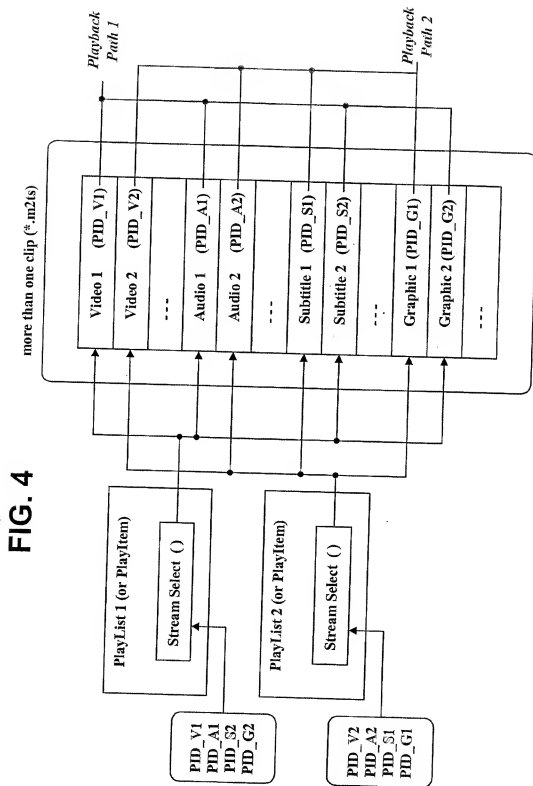 FIG. 4
more than one clip (*.m2ts)
PID_V1
PID_A1
PID_S2
PID_G2
PlayList 1 (or PlayItem)
Stream Select ( )
PID_V2
PID_A2
PID_S1
PID_G1
PlayList 2 (or PlayItem)
Stream Select ( )
Video 1 (PID_V1)
Video 2 (PID_V2)
---
Audio 1 (PID_A1)
Audio 2 (PID_A2)
---
Subtitle 1 (PID_S1)
Subtitle 2 (PID_S2)
---
Graphic 1 (PID_G1)
Graphic 2 (PID_G2)
---
Playback
Path 1
Playback
Path 2